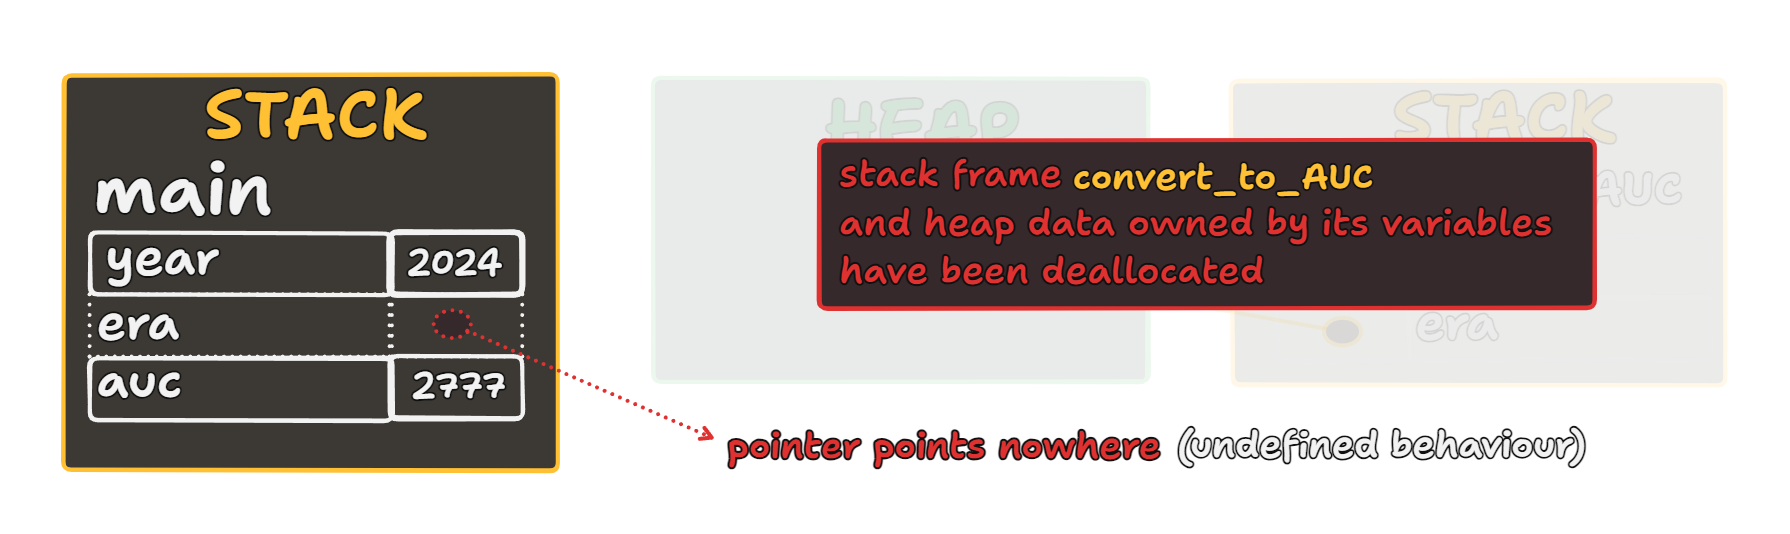 STACK
main
year 2024
era
auc 2777
HEAP
STACK
AUC
era
stack frame convert_to_AUC
and heap data owned by its variables
have been deallocated
pointer points nowhere (undefined behaviour)